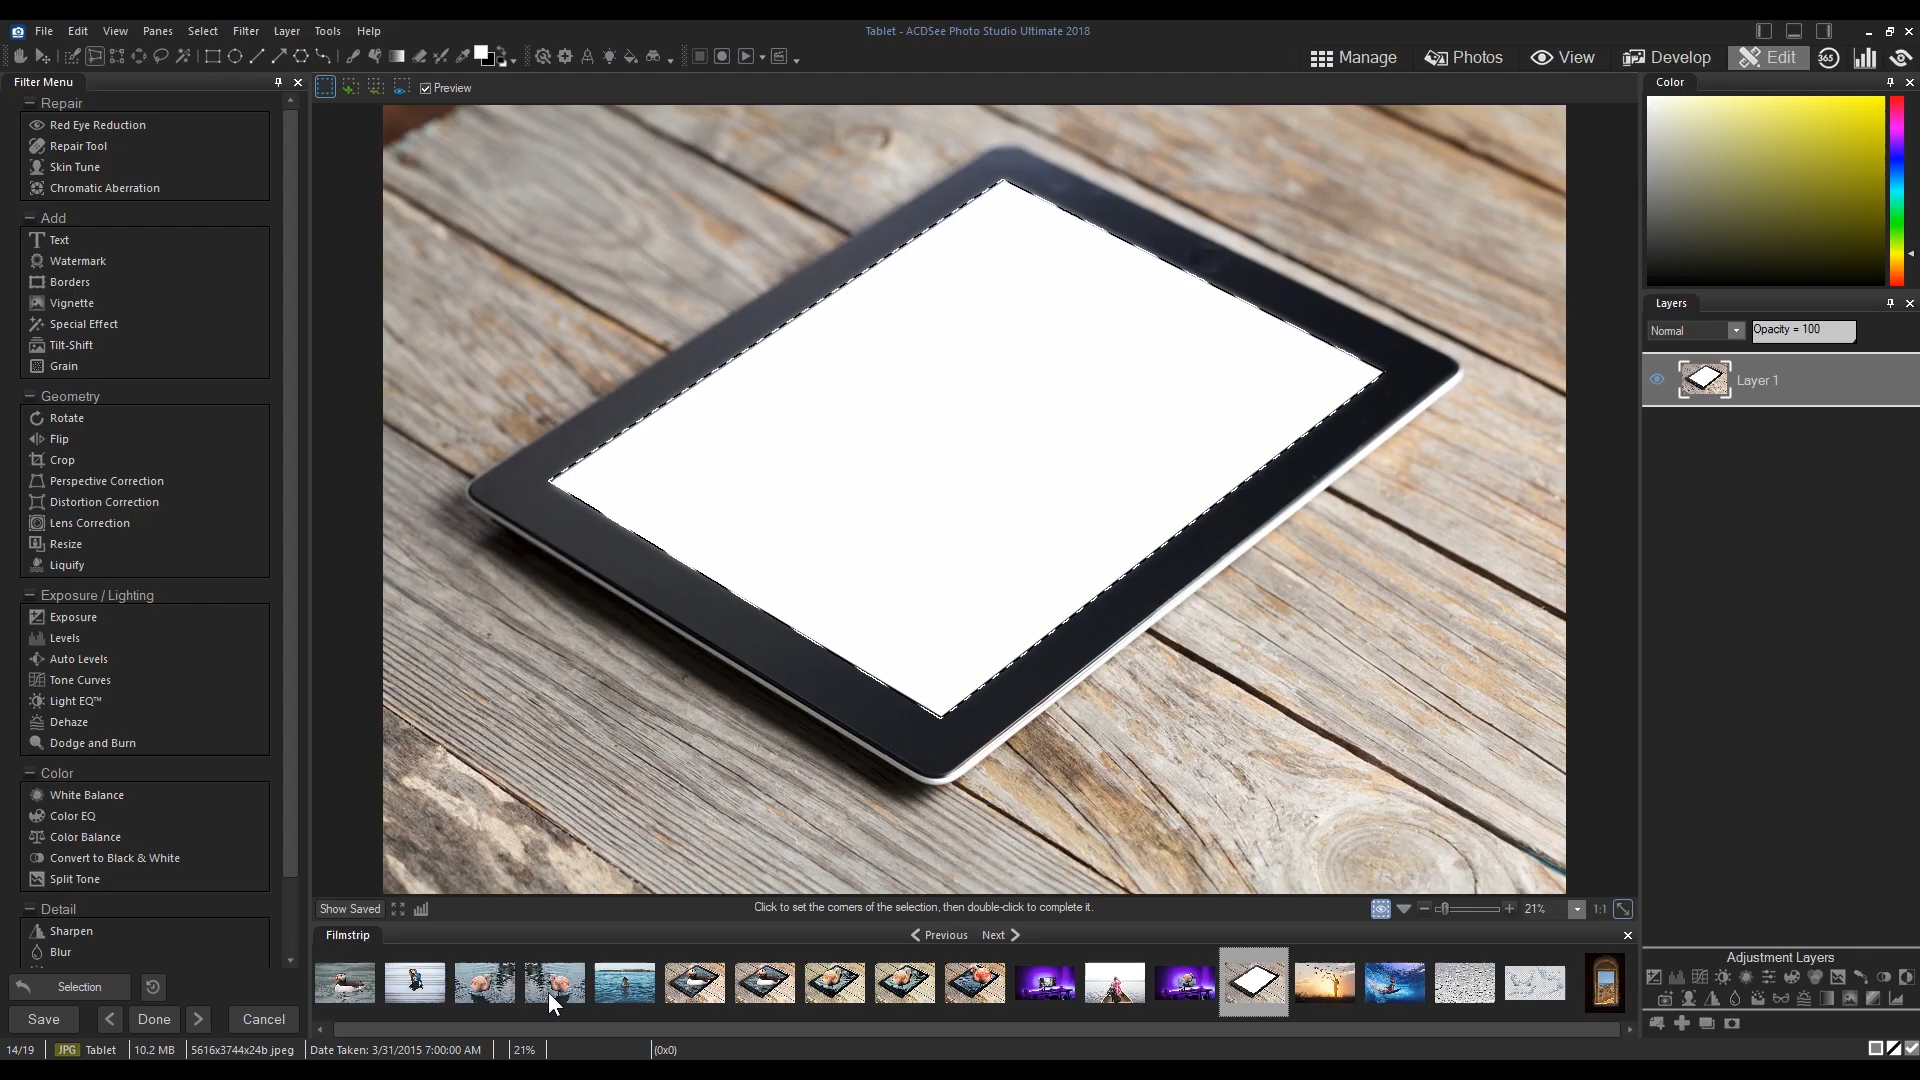 File Edit View Panes Select Filter Layer Tools Help
Tablet - ACDSee Photo Studio Ultimate 2018
Manage Photos View Develop Edit 365
Filter Menu
Preview
Color
Repair
Red Eye Reduction
Repair Tool
Skin Tune
Chromatic Aberration
Add
Text
Watermark
Borders
Vignette
Special Effect
Tilt-Shift
Grain
Geometry
Rotate
Flip
Crop
Perspective Correction
Distortion Correction
Lens Correction
Resize
Liquify
Exposure / Lighting
Exposure
Levels
Auto Levels
Tone Curves
Light EQ™
Dehaze
Dodge and Burn
Color
White Balance
Color EQ
Color Balance
Convert to Black & White
Split Tone
Detail
Sharpen
Blur
Selection
Save Done Cancel
Layers
Normal Opacity = 100
Layer 1
Show Saved Click to set the corners of the selection, then double-click to complete it. 21% 1:1
Filmstrip Previous Next
Adjustment Layers
14/19 JPG Tablet 10.2 MB 5616x3744x24b jpeg Date Taken: 3/31/2015 7:00:00 AM 21% (0x0)